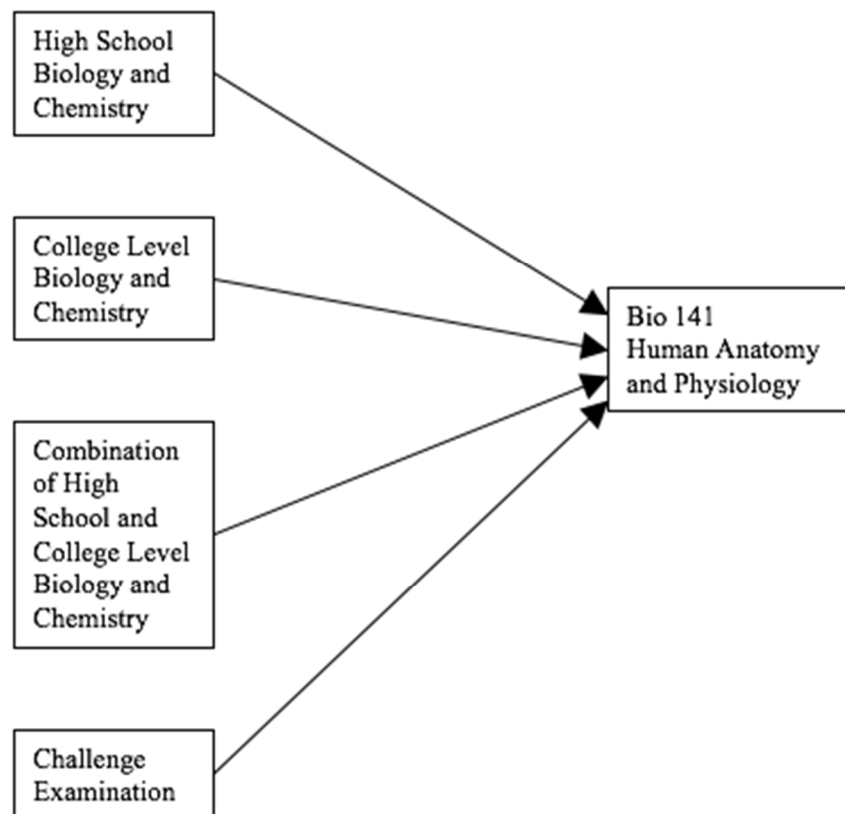 High School
Biology and
Chemistry
College Level
Biology and
Chemistry
Bio 141
Human Anatomy
and Physiology
Combination
of High
School and
College Level
Biology and
Chemistry
Challenge
Examination